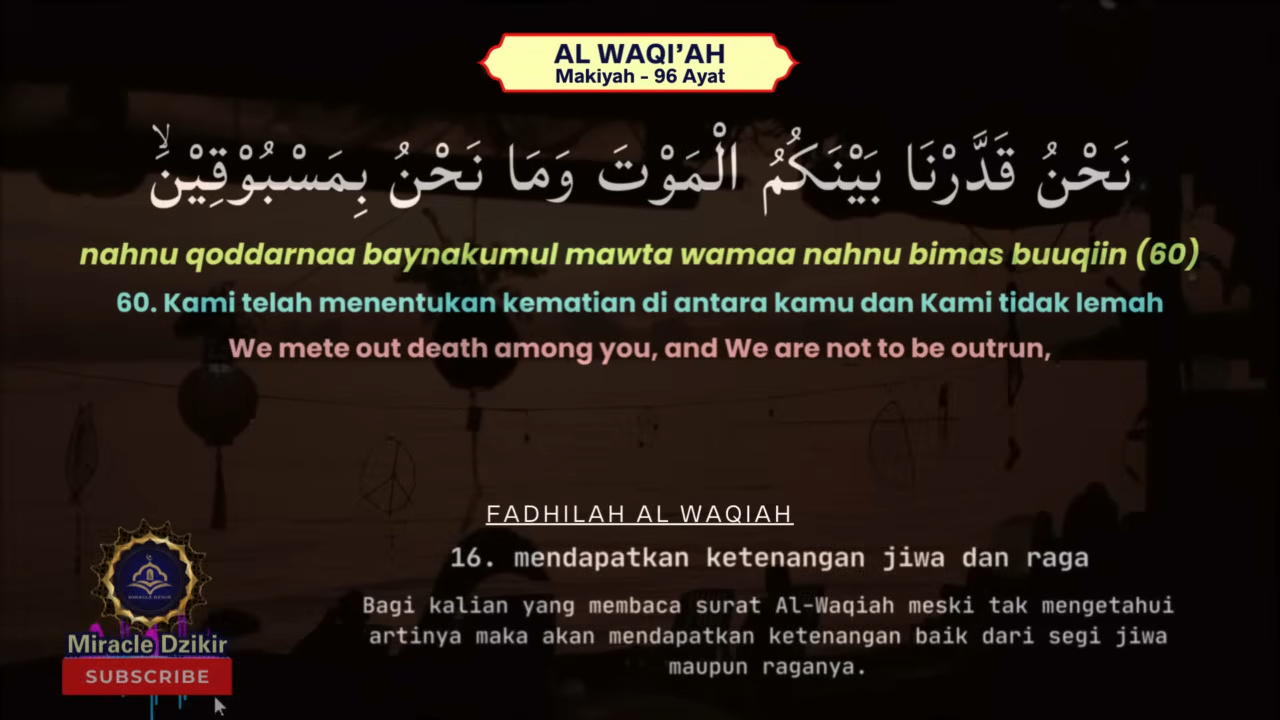 AL WAQI’AH
Makiyah - 96 Ayat
نَحْنُ قَدَّرْنَا بَيْنَكُمُ الْمَوْتَ وَمَا نَحْنُ بِمَسْبُوْقِيْنَۙ
nahnu qoddarnaa baynakumul mawta wamaa nahnu bimas buuqiin (60)
60. Kami telah menentukan kematian di antara kamu dan Kami tidak lemah
We mete out death among you, and We are not to be outrun,
FADHILAH AL WAQIAH
16. mendapatkan ketenangan jiwa dan raga
Bagi kalian yang membaca surat Al-Waqiah meski tak mengetahui
artinya maka akan mendapatkan ketenangan baik dari segi jiwa
maupun raganya.
MIRACLE DZIKIR
Miracle Dzikir
SUBSCRIBE